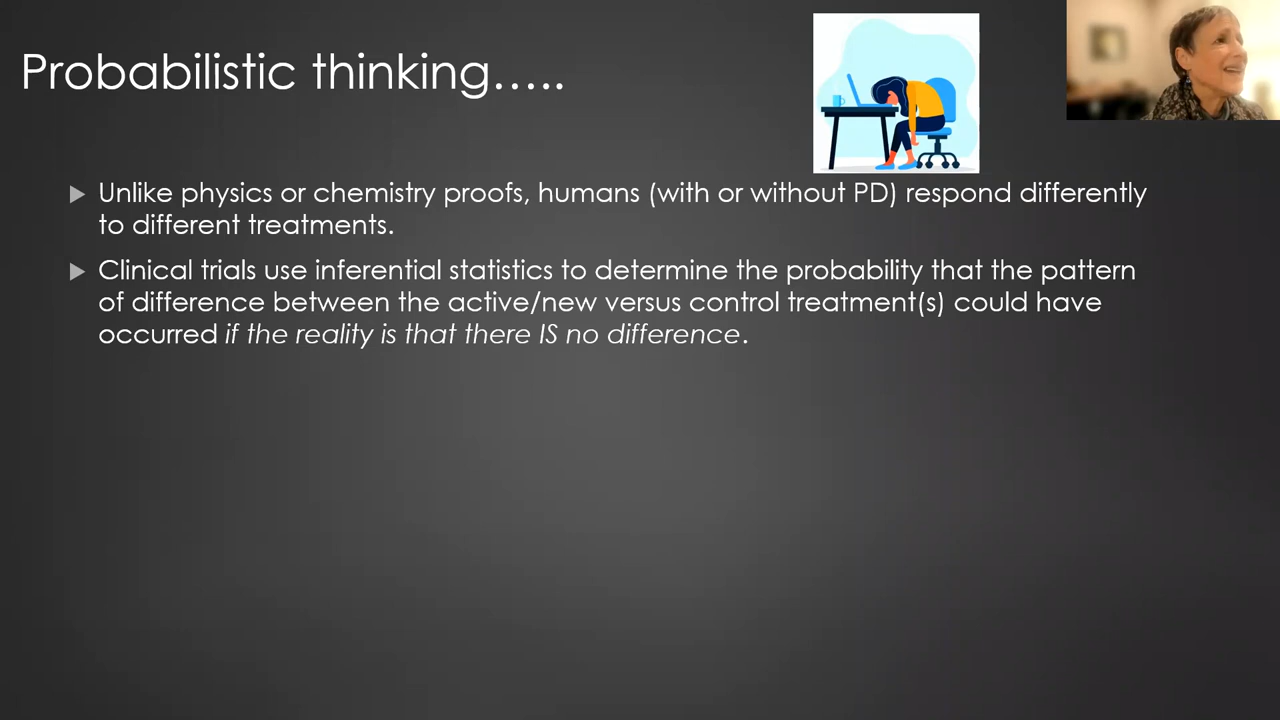 Probabilistic thinking…..
Unlike physics or chemistry proofs, humans (with or without PD) respond differently
to different treatments.
Clinical trials use inferential statistics to determine the probability that the pattern
of difference between the active/new versus control treatment(s) could have
occurred if the reality is that there IS no difference.